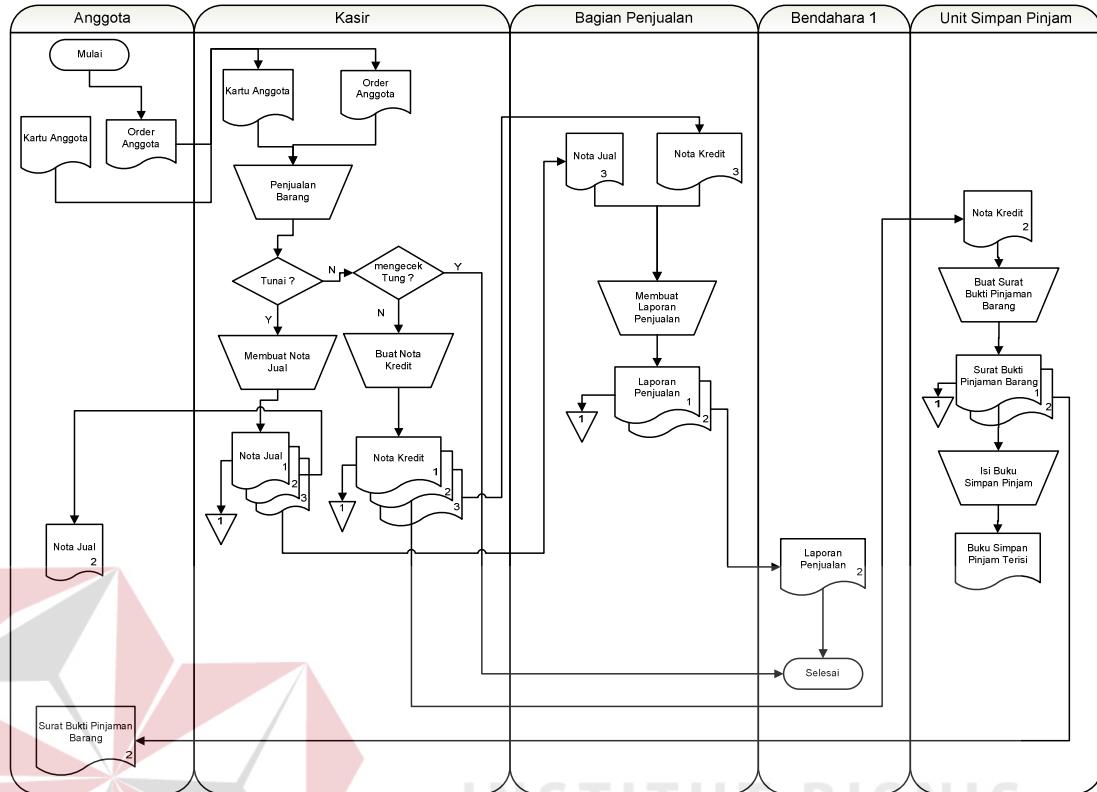 Anggota
Kasir
Bagian Penjualan
Bendahara 1
Unit Simpan Pinjam
Mulai
Kartu Anggota
Order
Anggota
Kartu Anggota
Order
Anggota
Penjualan
Barang
Tunai ?
N
mengecek
Tung ?
Y
Y
N
Membuat Nota
Jual
Buat Nota
Kredit
Nota Jual
1
2
3
1
Nota Kredit
1
2
3
1
Nota Jual
2
Surat Bukti Pinjaman
Barang
2
Nota Jual
3
Nota Kredit
3
Membuat
Laporan
Penjualan
Laporan
Penjualan
1
2
1
Laporan
Penjualan
2
Selesai
Nota Kredit
2
Buat Surat
Bukti Pinjaman
Barang
Surat Bukti
Pinjaman Barang
1
2
1
Isi Buku
Simpan Pinjam
Buku Simpan
Pinjam Terisi